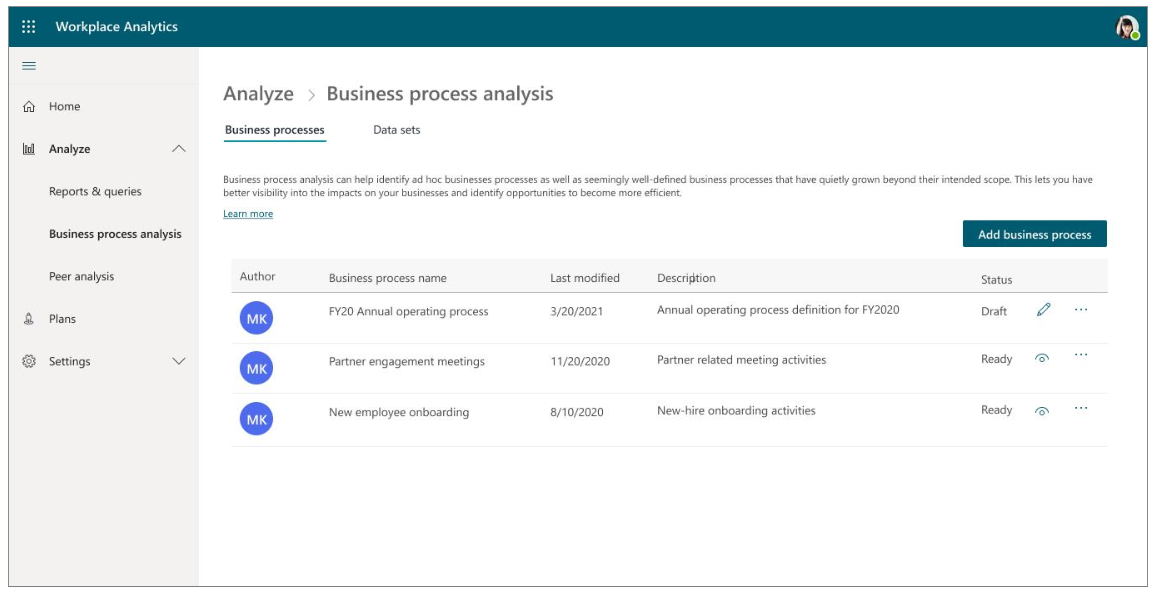 Workplace Analytics
Home
Analyze
Reports & queries
Business process analysis
Peer analysis
Plans
Settings
Analyze > Business process analysis
Business processes Data sets
Business process analysis can help identify ad hoc businesses processes as well as seemingly well-defined business processes that have quietly grown beyond their intended scope. This lets you have
better visibility into the impacts on your businesses and identify opportunities to become more efficient.
Learn more
Add business process
Author Business process name Last modified Description Status
MK FY20 Annual operating process 3/20/2021 Annual operating process definition for FY2020 Draft ...
MK Partner engagement meetings 11/20/2020 Partner related meeting activities Ready ...
MK New employee onboarding 8/10/2020 New-hire onboarding activities Ready ...